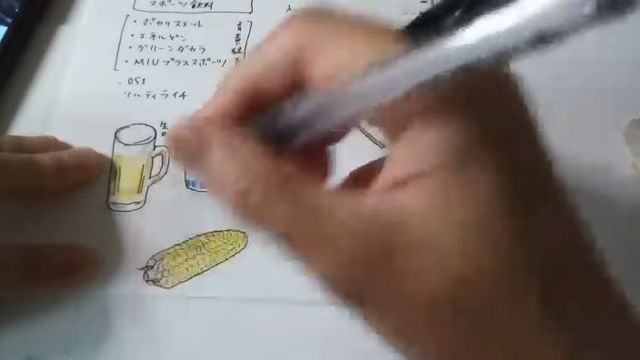 スポーツ飲料
・ポカリスエット
・エネルゲン
・グリーンダカラ
・MIUプラススポーツ
・OS1
ソルティライチ